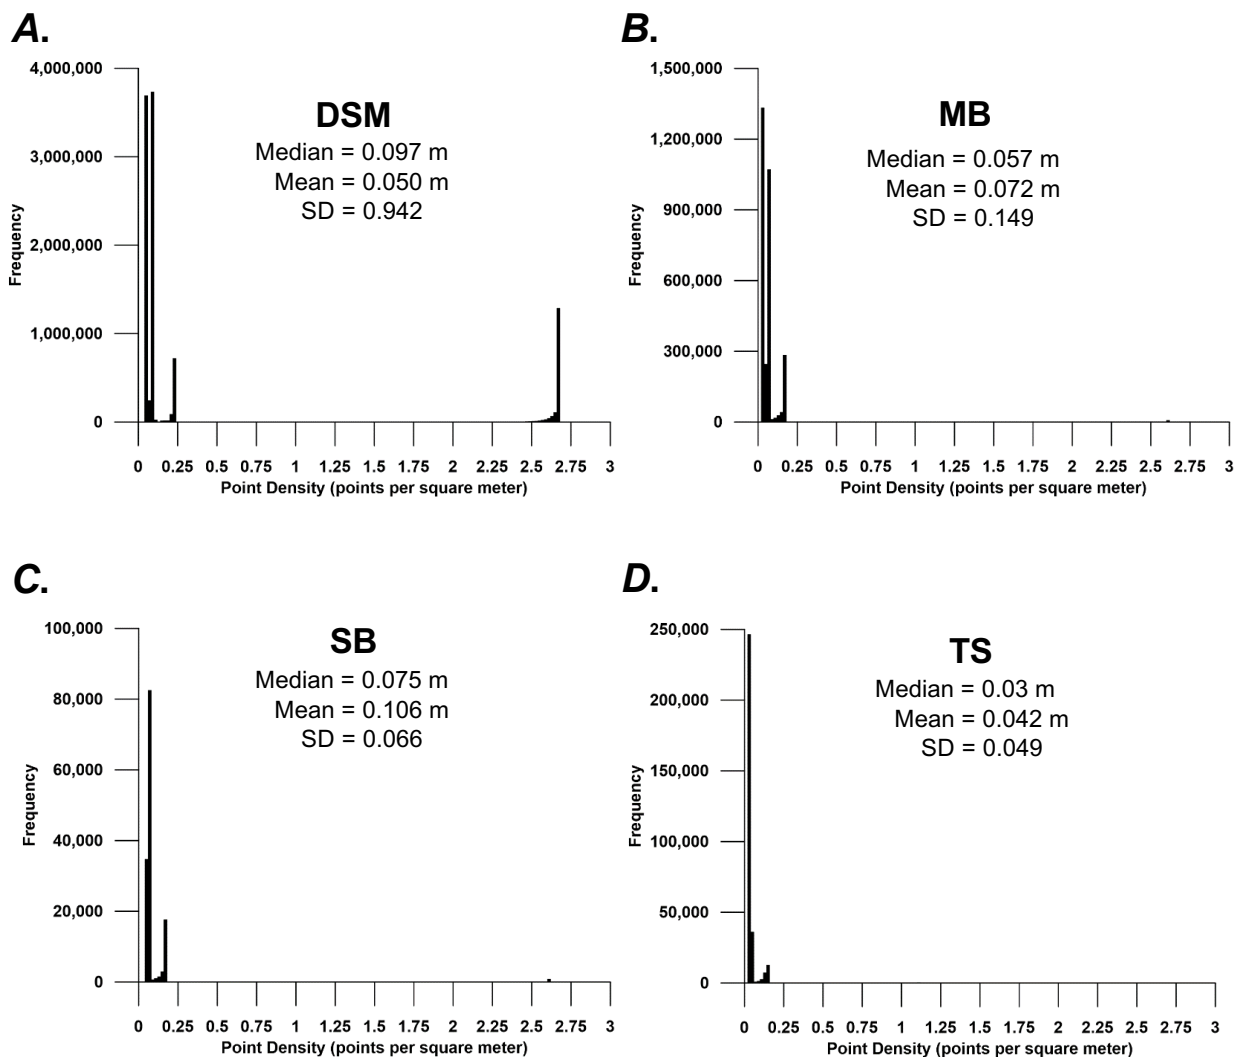 A.
DSM
Median = 0.097 m
Mean = 0.050 m
SD = 0.942
4,000,000
3,000,000
2,000,000
1,000,000
0
Frequency
0 0.25 0.5 0.75 1 1.25 1.5 1.75 2 2.25 2.5 2.75 3
Point Density (points per square meter)
B.
MB
Median = 0.057 m
Mean = 0.072 m
SD = 0.149
1,500,000
1,200,000
900,000
600,000
300,000
0
Frequency
0 0.25 0.5 0.75 1 1.25 1.5 1.75 2 2.25 2.5 2.75 3
Point Density (points per square meter)
C.
SB
Median = 0.075 m
Mean = 0.106 m
SD = 0.066
100,000
80,000
60,000
40,000
20,000
0
Frequency
0 0.25 0.5 0.75 1 1.25 1.5 1.75 2 2.25 2.5 2.75 3
Point Density (points per square meter)
D.
TS
Median = 0.03 m
Mean = 0.042 m
SD = 0.049
250,000
200,000
150,000
100,000
50,000
0
Frequency
0 0.25 0.5 0.75 1 1.25 1.5 1.75 2 2.25 2.5 2.75 3
Point Density (points per square meter)